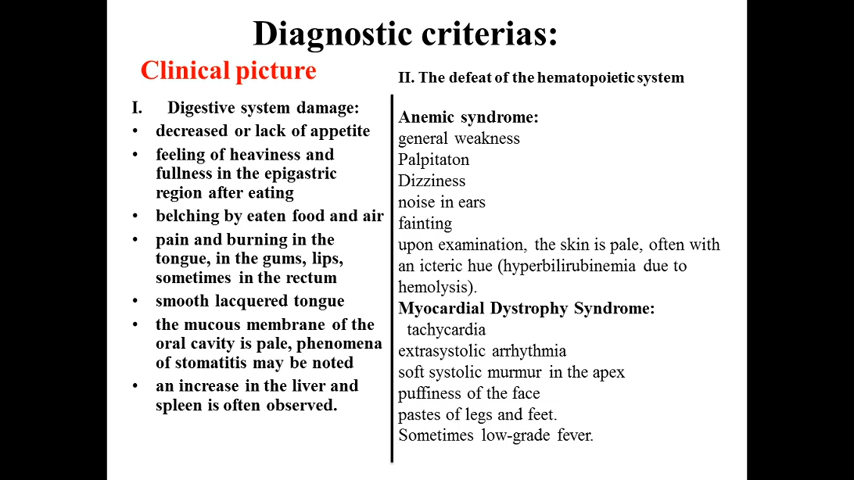 Diagnostic criterias:
Clinical picture
I. Digestive system damage:
• decreased or lack of appetite
• feeling of heaviness and
fullness in the epigastric
region after eating
• belching by eaten food and air
• pain and burning in the
tongue, in the gums, lips,
sometimes in the rectum
• smooth lacquered tongue
• the mucous membrane of the
oral cavity is pale, phenomena
of stomatitis may be noted
• an increase in the liver and
spleen is often observed.
II. The defeat of the hematopoietic system
Anemic syndrome:
general weakness
Palpitaton
Dizziness
noise in ears
fainting
upon examination, the skin is pale, often with
an icteric hue (hyperbilirubinemia due to
hemolysis).
Myocardial Dystrophy Syndrome:
tachycardia
extrasystolic arrhythmia
soft systolic murmur in the apex
puffiness of the face
pastes of legs and feet.
Sometimes low-grade fever.